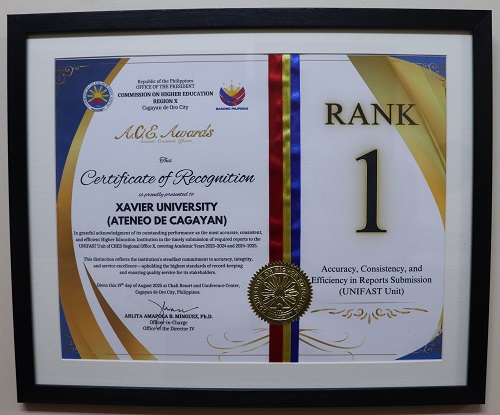 Republic of the Philippines
OFFICE OF THE PRESIDENT
COMMISSION ON HIGHER EDUCATION
REGION X
Cagayan de Oro City
BAGONG PILIPINAS
A.C.E. Awards
Accurate Consistent Efficient
This
Certificate of Recognition
is proudly presented to
XAVIER UNIVERSITY
(ATENEO DE CAGAYAN)
In grateful acknowledgment of its outstanding performance as the most accurate, consistent,
and efficient Higher Education Institution in the timely submission of required reports to the
UNIFAST Unit of CHED Regional Office X, covering Academic Years 2023-2024 and 2024-2025.
This distinction reflects the institution's steadfast commitment to accuracy, integrity,
and service excellence—upholding the highest standards of record keeping
and ensuring quality service for its stakeholders.
Given this 19th day of August 2025 at Chali Resort and Conference Center,
Cagayan de Oro City, Philippines.
ARLITA AMAPOLA B. MINGUEZ, Ph.D.
Officer-in-Charge
Office of the Director IV
RANK
1
Accuracy, Consistency, and
Efficiency in Reports Submission
(UNIFAST Unit)